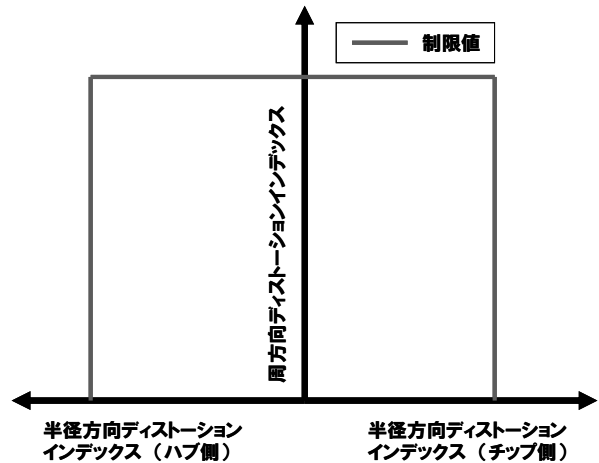 制限値
周方向ディストーションインデックス
半径方向ディストーション
インデックス（ハブ側）
半径方向ディストーション
インデックス（チップ側）